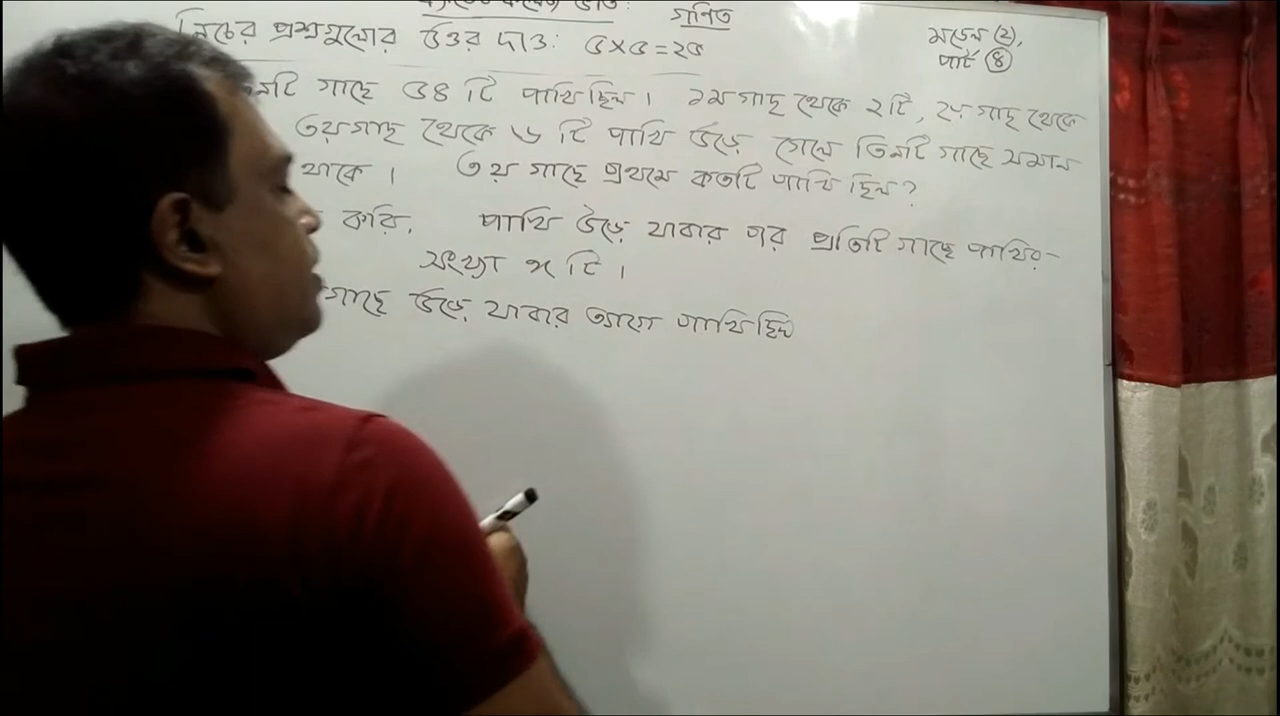 গণিত
নিচের প্রশ্নগুলোর উত্তর দাও: ৫×৫=২৫
মডেল (২),
পার্ট (৪)
গাছে ৩৪ টি পাখি ছিল। ১ম গাছ থেকে ২টি, ২য় গাছ থেকে
৩য় গাছ থেকে ৬ টি পাখি উড়ে গেলে তিনটি গাছে সমান
থাকে। ৩য় গাছে প্রথমে কতটি পাখি ছিল?
করি, পাখি উড়ে যাবার পর প্রতিটি গাছে পাখির-
সংখ্যা x টি।
গাছে উড়ে যাবার আগে পাখি ছিল